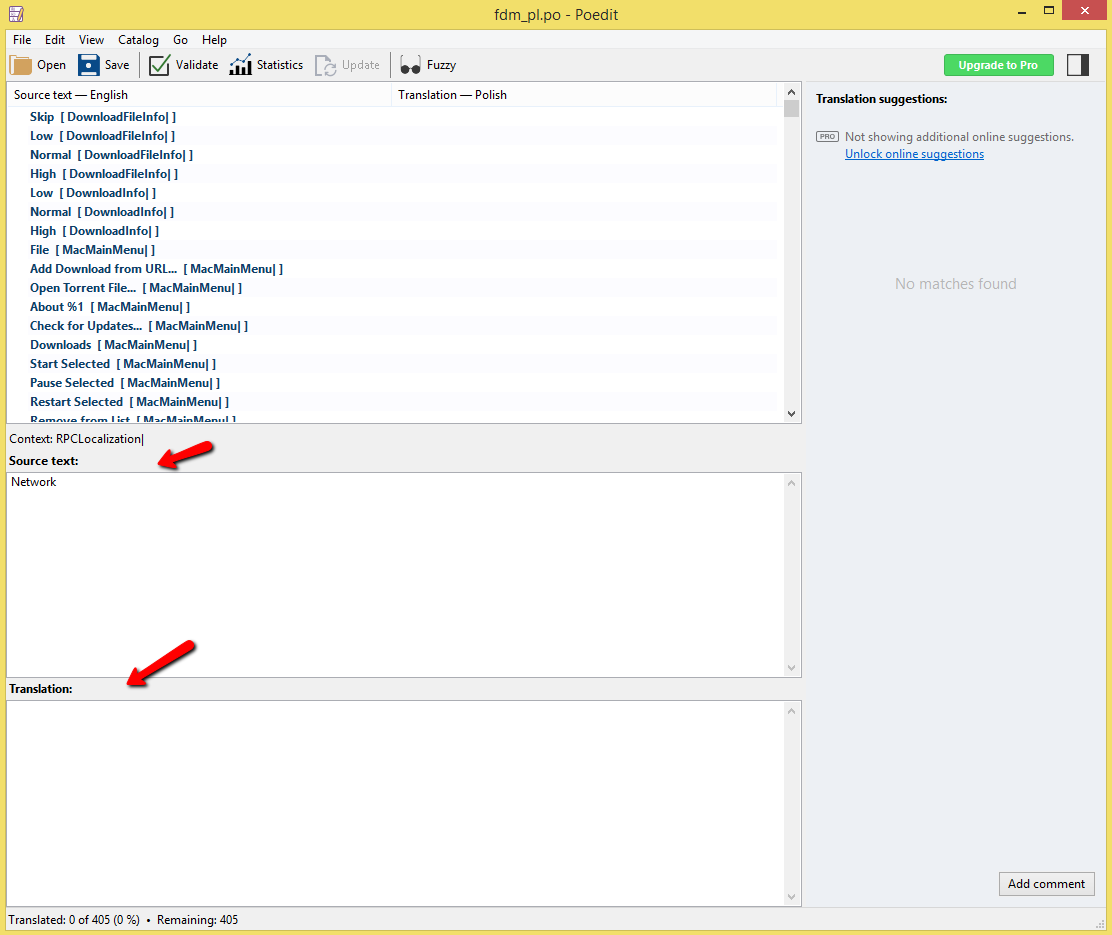 fdm_pl.po - Poedit
File Edit View Catalog Go Help
Open Save Validate Statistics Update Fuzzy Upgrade to Pro
Source text — English Translation — Polish
Skip [ DownloadFileInfo| ]
Low [ DownloadFileInfo| ]
Normal [ DownloadFileInfo| ]
High [ DownloadFileInfo| ]
Low [ DownloadInfo| ]
Normal [ DownloadInfo| ]
High [ DownloadInfo| ]
File [ MacMainMenu| ]
Add Download from URL... [ MacMainMenu| ]
Open Torrent File... [ MacMainMenu| ]
About %1 [ MacMainMenu| ]
Check for Updates... [ MacMainMenu| ]
Downloads [ MacMainMenu| ]
Start Selected [ MacMainMenu| ]
Pause Selected [ MacMainMenu| ]
Restart Selected [ MacMainMenu| ]
Remove from List [ MacMainMenu| ]
Context: RPCLocalization|
Source text:
Network
Translation:
Translation suggestions:
PRO Not showing additional online suggestions.
Unlock online suggestions
No matches found
Add comment
Translated: 0 of 405 (0 %) • Remaining: 405